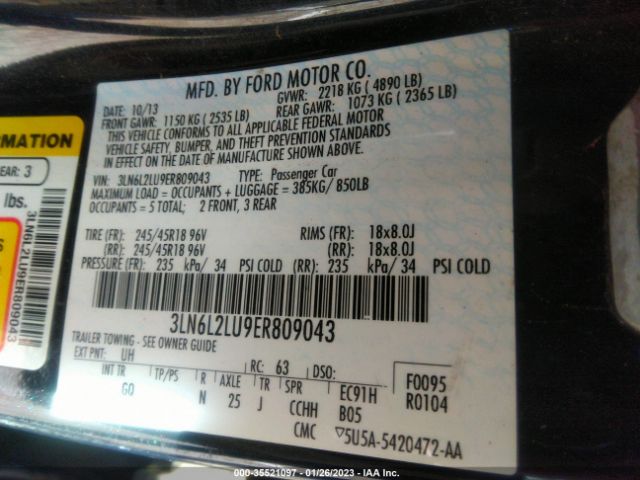 MFD. BY FORD MOTOR CO.
DATE: 10/13 GVWR: 2218 KG ( 4890 LB)
FRONT GAWR: 1150 KG ( 2535 LB) REAR GAWR: 1073 KG ( 2365 LB)
THIS VEHICLE CONFORMS TO ALL APPLICABLE FEDERAL MOTOR
VEHICLE SAFETY, BUMPER, AND THEFT PREVENTION STANDARDS
IN EFFECT ON THE DATE OF MANUFACTURE SHOWN ABOVE.
VIN: 3LN6L2LU9ER809043 TYPE: Passenger Car
MAXIMUM LOAD = OCCUPANTS + LUGGAGE = 385KG/ 850LB
OCCUPANTS = 5 TOTAL; 2 FRONT, 3 REAR
TIRE (FR): 245/45R18 96V RIMS (FR): 18x8.0J
(RR): 245/45R18 96V (RR): 18x8.0J
PRESSURE (FR): 235 kPa/ 34 PSI COLD (RR): 235 kPa/ 34 PSI COLD
3LN6L2LU9ER809043
TRAILER TOWING - SEE OWNER GUIDE
EXT PNT: UH RC: 63 DSO:
INT TR TP/PS R AXLE TR SPR EC91H F0095
GO N 25 J CCHH B05 R0104
CMC ▽5U5A-5420472-AA
ORMATION
EAR: 3
lbs.
3LN6L2LU9ER809043
000-35521097 - 01/26/2023 - IAA Inc.